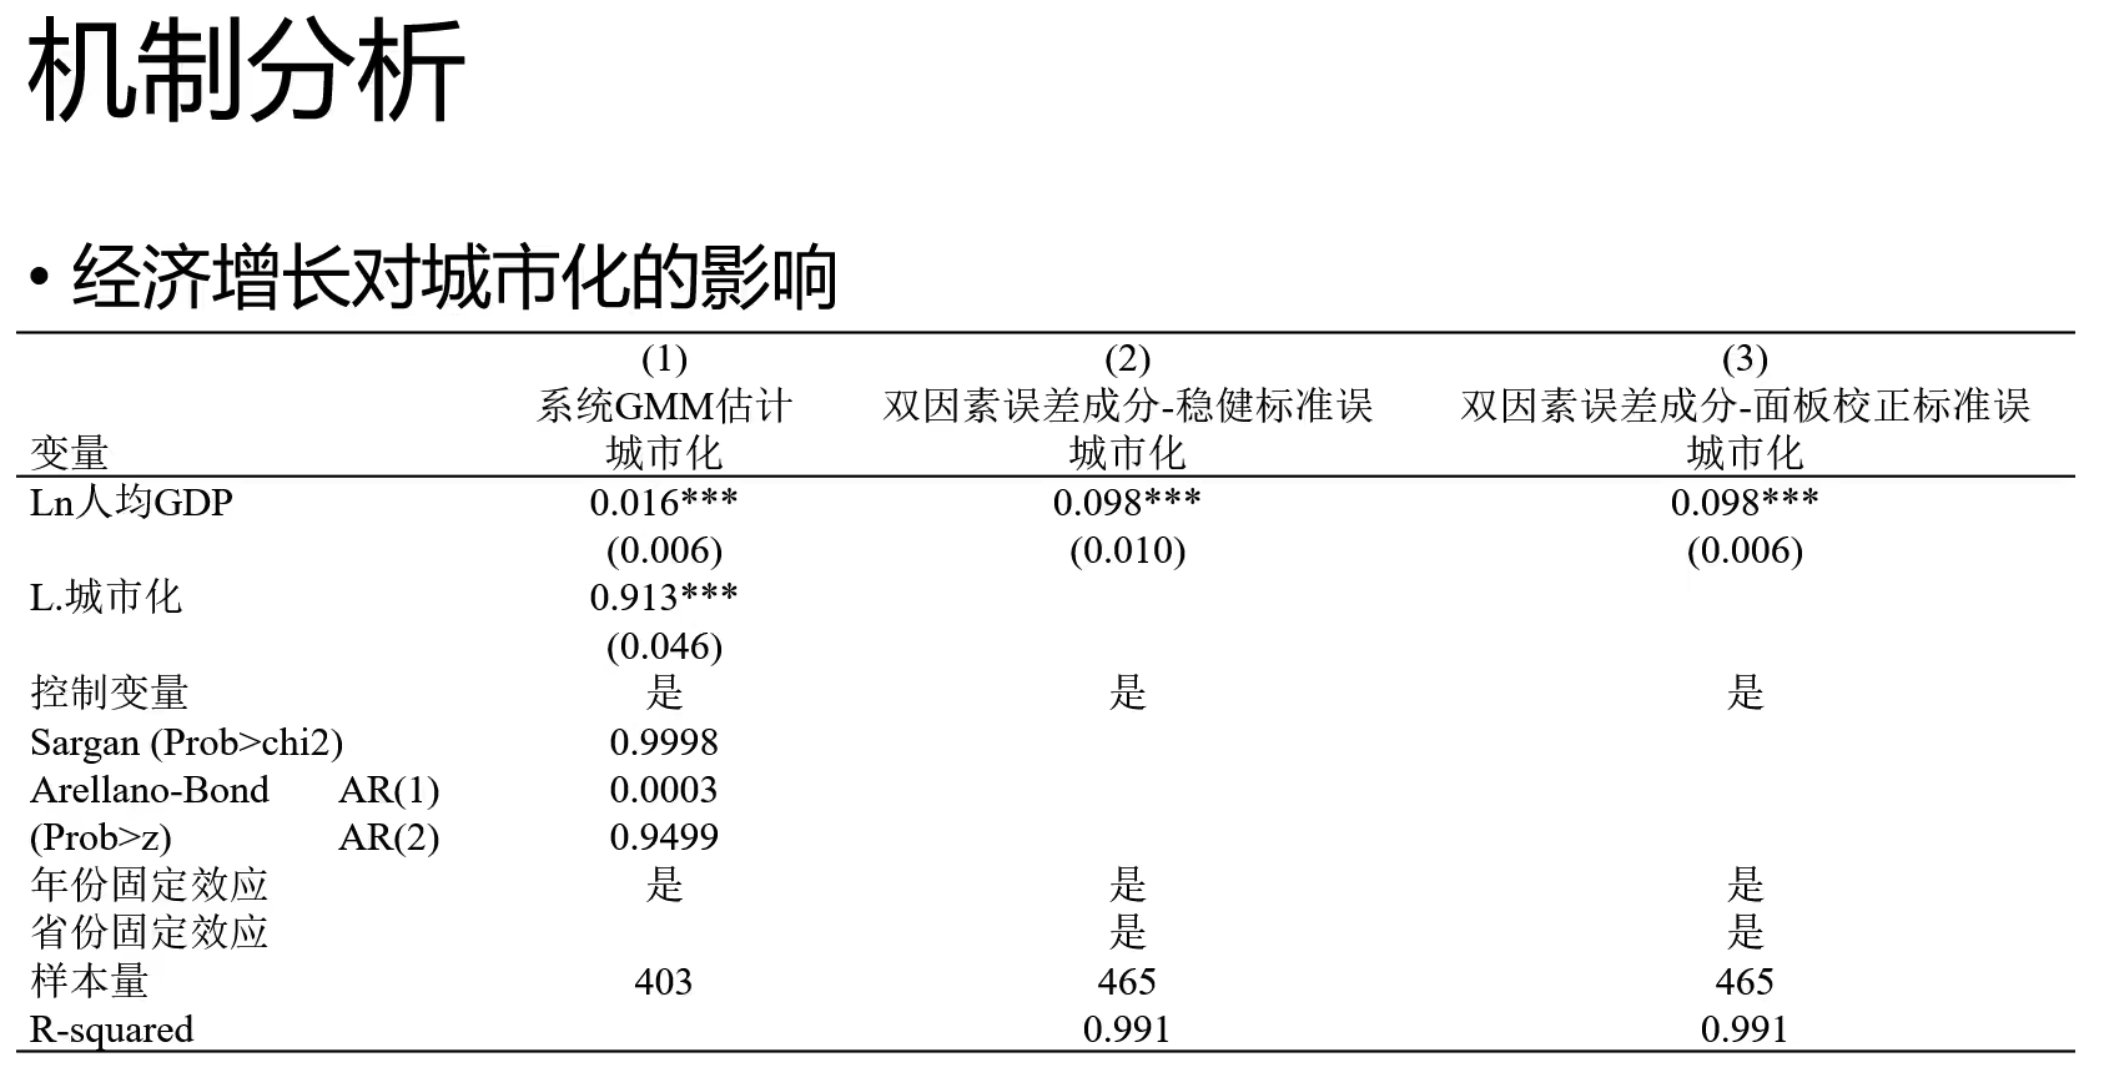 机制分析
• 经济增长对城市化的影响
(1) (2) (3)
系统GMM估计 双因素误差成分-稳健标准误 双因素误差成分-面板校正标准误
变量 城市化 城市化 城市化
Ln人均GDP 0.016*** 0.098*** 0.098***
(0.006) (0.010) (0.006)
L.城市化 0.913***
(0.046)
控制变量 是 是 是
Sargan (Prob>chi2) 0.9998
Arellano-Bond AR(1) 0.0003
(Prob>z) AR(2) 0.9499
年份固定效应 是 是 是
省份固定效应 是 是
样本量 403 465 465
R-squared 0.991 0.991